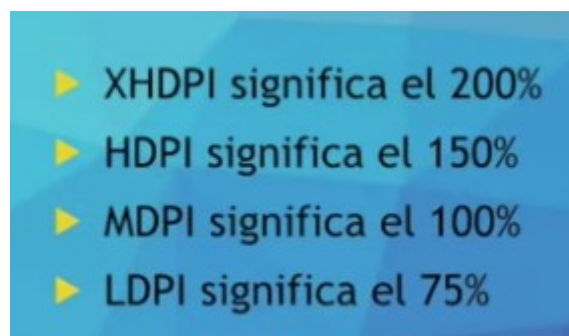 XHDPI significa el 200%
HDPI significa el 150%
MDPI significa el 100%
LDPI significa el 75%